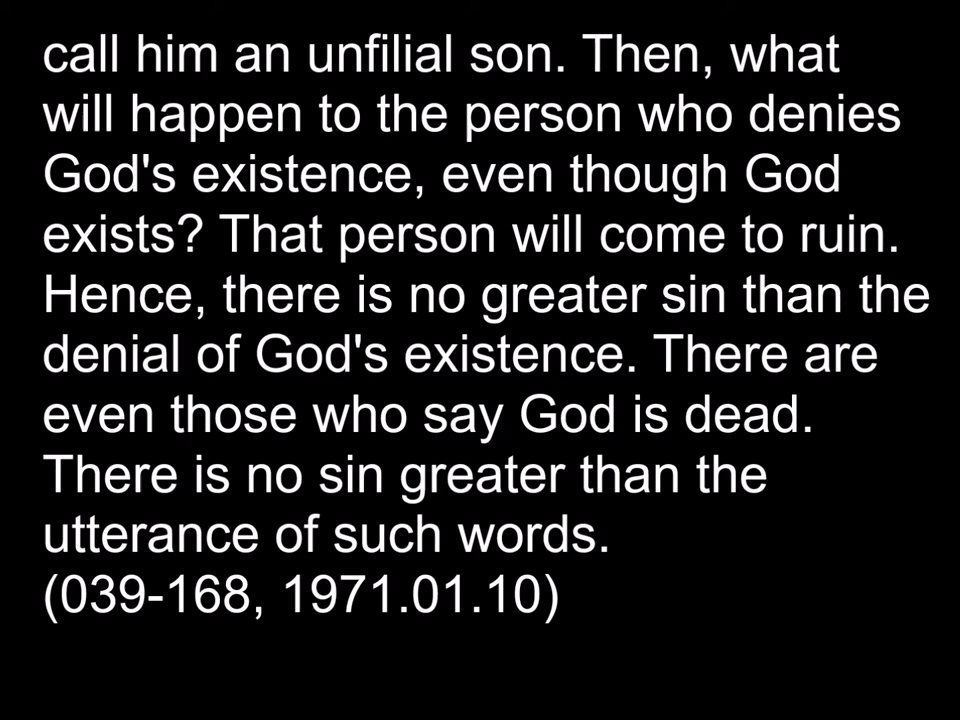 call him an unfilial son. Then, what
will happen to the person who denies
God's existence, even though God
exists? That person will come to ruin.
Hence, there is no greater sin than the
denial of God's existence. There are
even those who say God is dead.
There is no sin greater than the
utterance of such words.
(039-168, 1971.01.10)